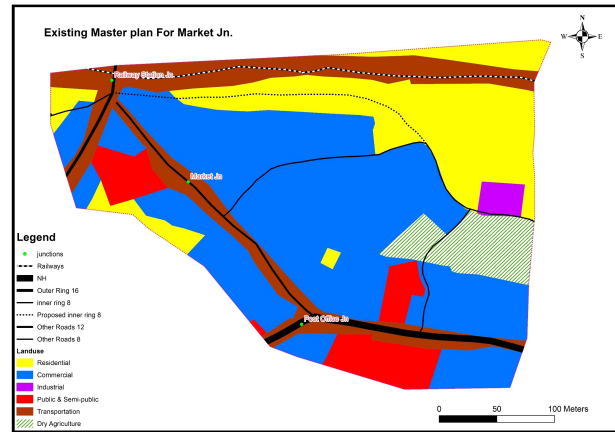 Existing Master plan For Market Jn.
N
W E
S
Railway Station Jn.
Market Jn
Post Office Jn
Legend
junctions
Railways
NH
Outer Ring 16
inner ring 8
Proposed inner ring 8
Other Roads 12
Other Roads 8
Landuse
Residential
Commercial
Industrial
Public & Semi-public
Transportation
Dry Agriculture
0 50 100 Meters